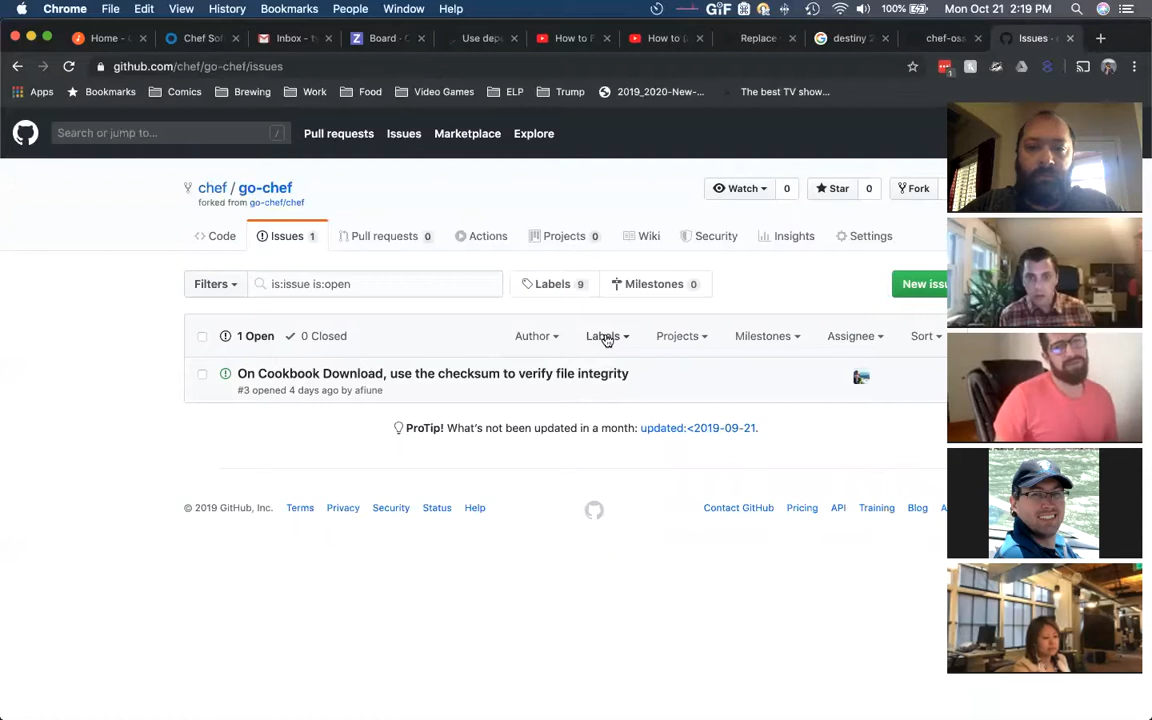 Chrome File Edit View History Bookmarks People Window Help GIF 100% Mon Oct 21 2:19 PM
Home - Chef Sof Inbox - tv Board - Use dep How to F How to ( Replace destiny 2 chef-oss Issues -
github.com/chef/go-chef/issues
Apps Bookmarks Comics Brewing Work Food Video Games ELP Trump 2019_2020-New-... The best TV show...
Search or jump to... / Pull requests Issues Marketplace Explore
chef / go-chef Watch 0 Star 0 Fork
forked from go-chef/chef
Code Issues 1 Pull requests 0 Actions Projects 0 Wiki Security Insights Settings
Filters is:issue is:open Labels 9 Milestones 0 New issu
1 Open 0 Closed Author Labels Projects Milestones Assignee Sort
On Cookbook Download, use the checksum to verify file integrity
#3 opened 4 days ago by afiune
ProTip! What's not been updated in a month: updated:<2019-09-21.
© 2019 GitHub, Inc. Terms Privacy Security Status Help Contact GitHub Pricing API Training Blog A